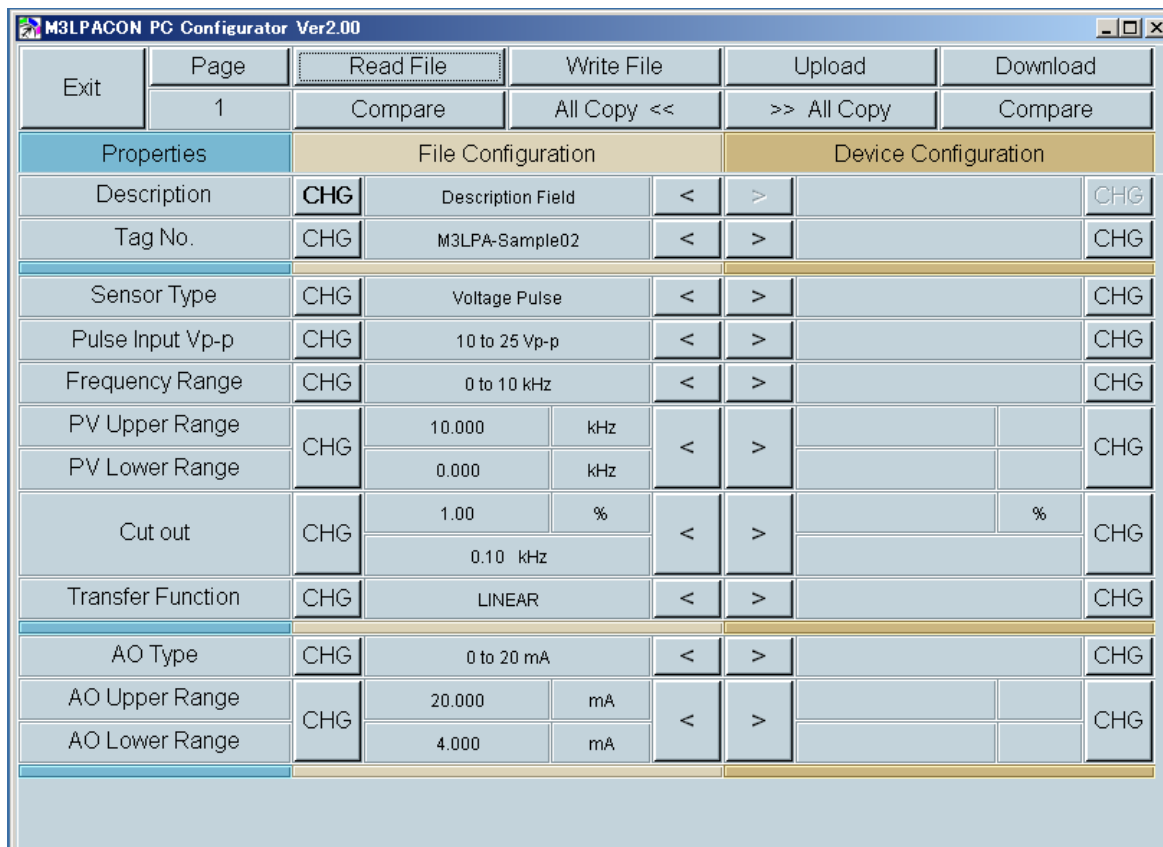 M3LPACON PC Configurator Ver2.00
Exit Page Read File Write File Upload Download
1 Compare All Copy << >> All Copy Compare
Properties File Configuration Device Configuration
Description CHG Description Field < > CHG
Tag No. CHG M3LPA-Sample02 < > CHG
Sensor Type CHG Voltage Pulse < > CHG
Pulse Input Vp-p CHG 10 to 25 Vp-p < > CHG
Frequency Range CHG 0 to 10 kHz < > CHG
PV Upper Range CHG 10.000 kHz < > CHG
PV Lower Range 0.000 kHz
Cut out CHG 1.00 % < > % CHG
0.10 kHz
Transfer Function CHG LINEAR < > CHG
AO Type CHG 0 to 20 mA < > CHG
AO Upper Range CHG 20.000 mA < > CHG
AO Lower Range 4.000 mA